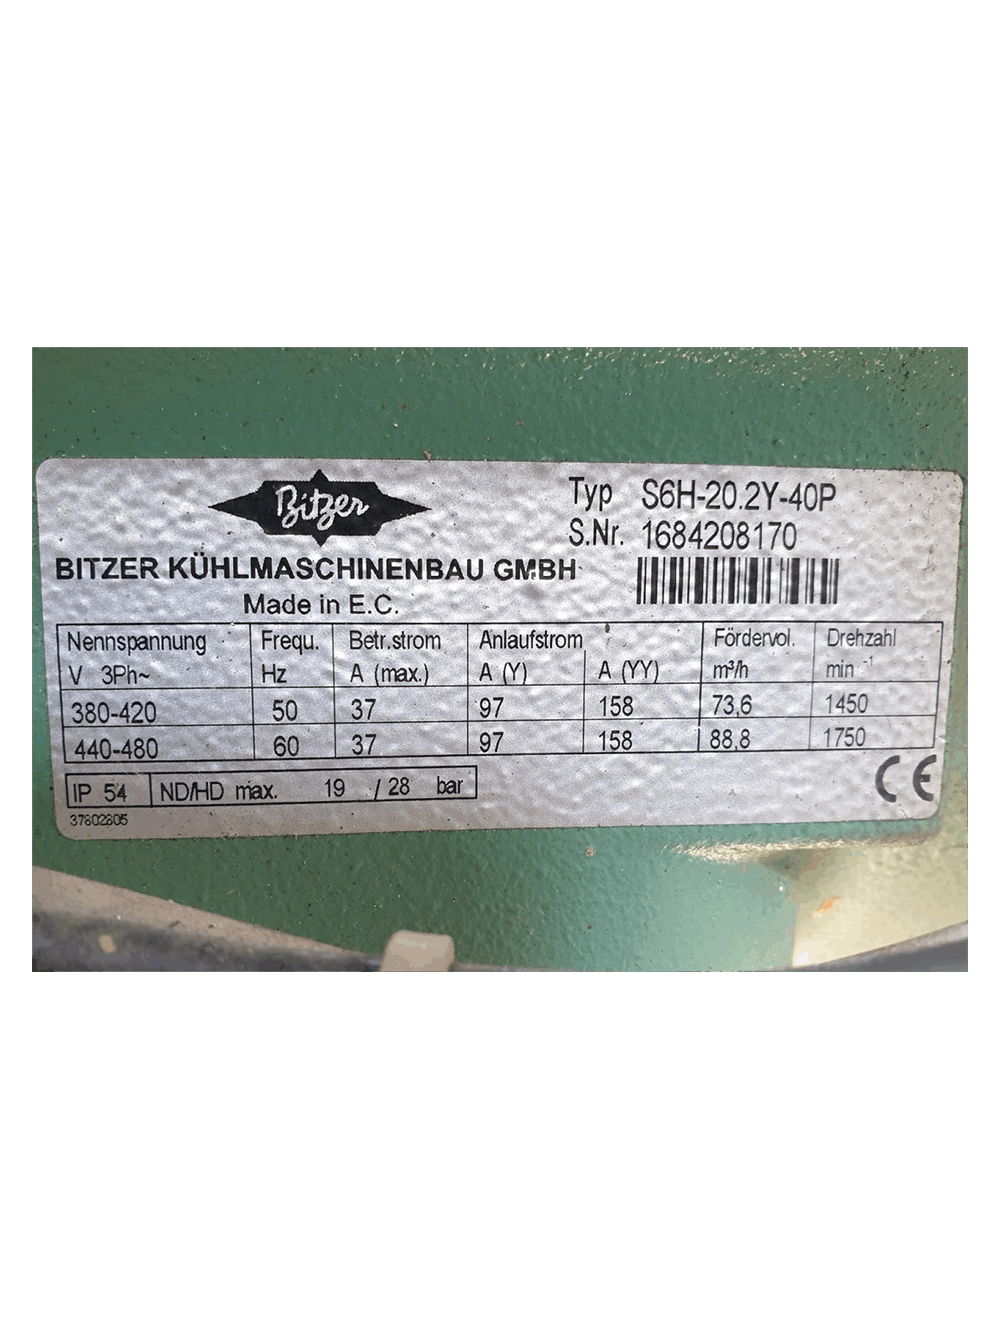 Bitzer
Typ S6H-20.2Y-40P
S.Nr. 1684208170
BITZER KÜHLMASCHINENBAU GMBH
Made in E.C.
Nennspannung Frequ. Betr.strom Anlaufstrom Fördervol. Drehzahl
V 3Ph~ Hz A (max.) A (Y) A (YY) m³/h min -1
380-420 50 37 97 158 73,6 1450
440-480 60 37 97 158 88,8 1750
IP 54 ND/HD max. 19 / 28 bar CE
37802805